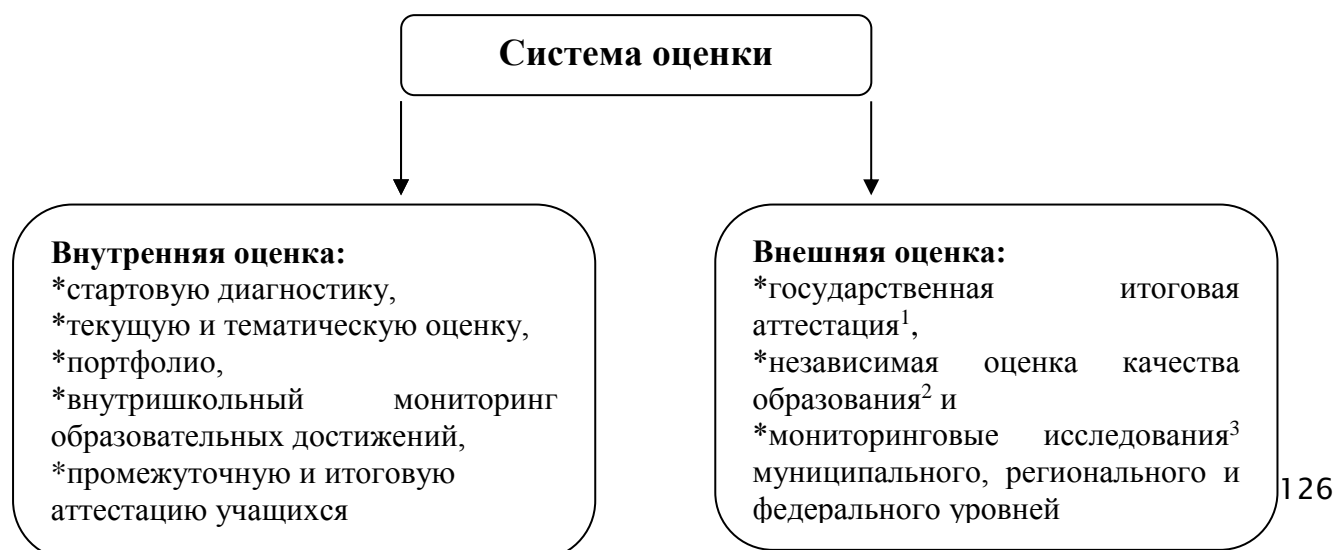 Система оценки
Внутренняя оценка:
*стартовую диагностику,
*текущую и тематическую оценку,
*портфолио,
*внутришкольный мониторинг
образовательных достижений,
*промежуточную и итоговую
аттестацию учащихся
Внешняя оценка:
*государственная итоговая
аттестация¹,
*независимая оценка качества
образования² и
*мониторинговые исследования³
муниципального, регионального и
федерального уровней
126